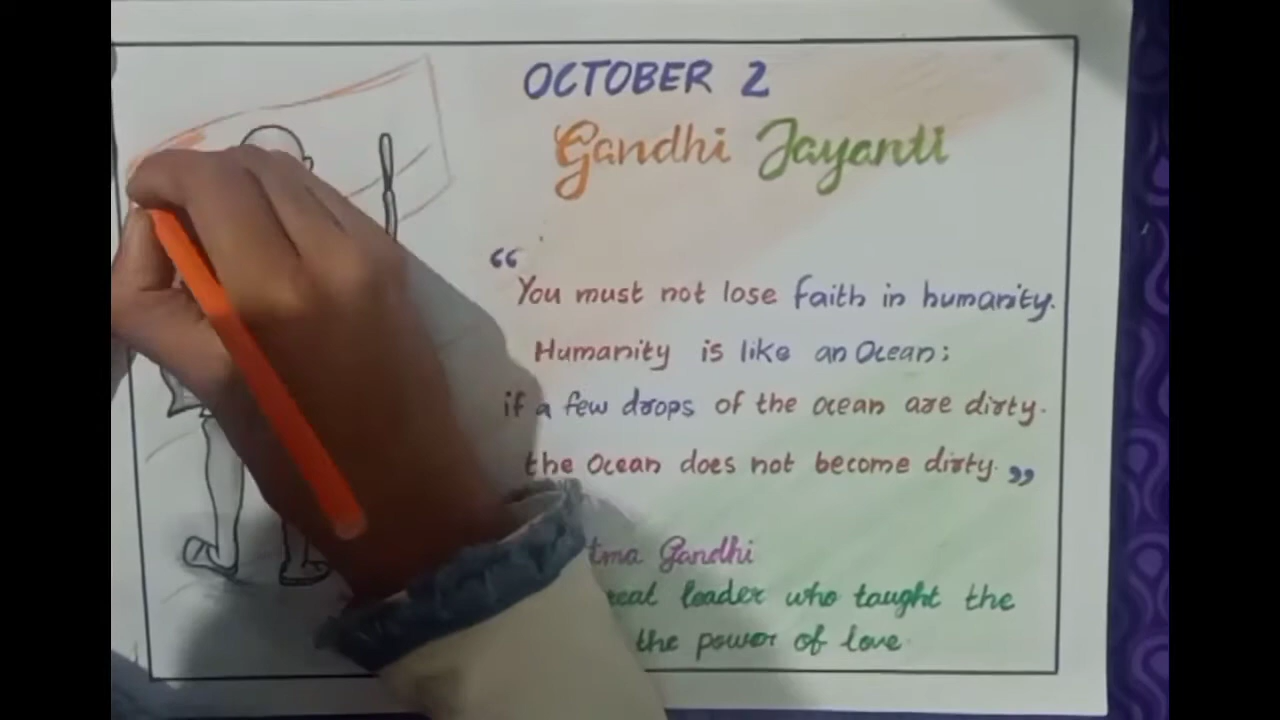 OCTOBER 2
Gandhi Jayanti
“
You must not lose faith in humanity.
Humanity is like an Ocean;
if a few drops of the ocean are dirty.
the Ocean does not become dirty. ”
Gandhi
leader who taught the
the power of love.